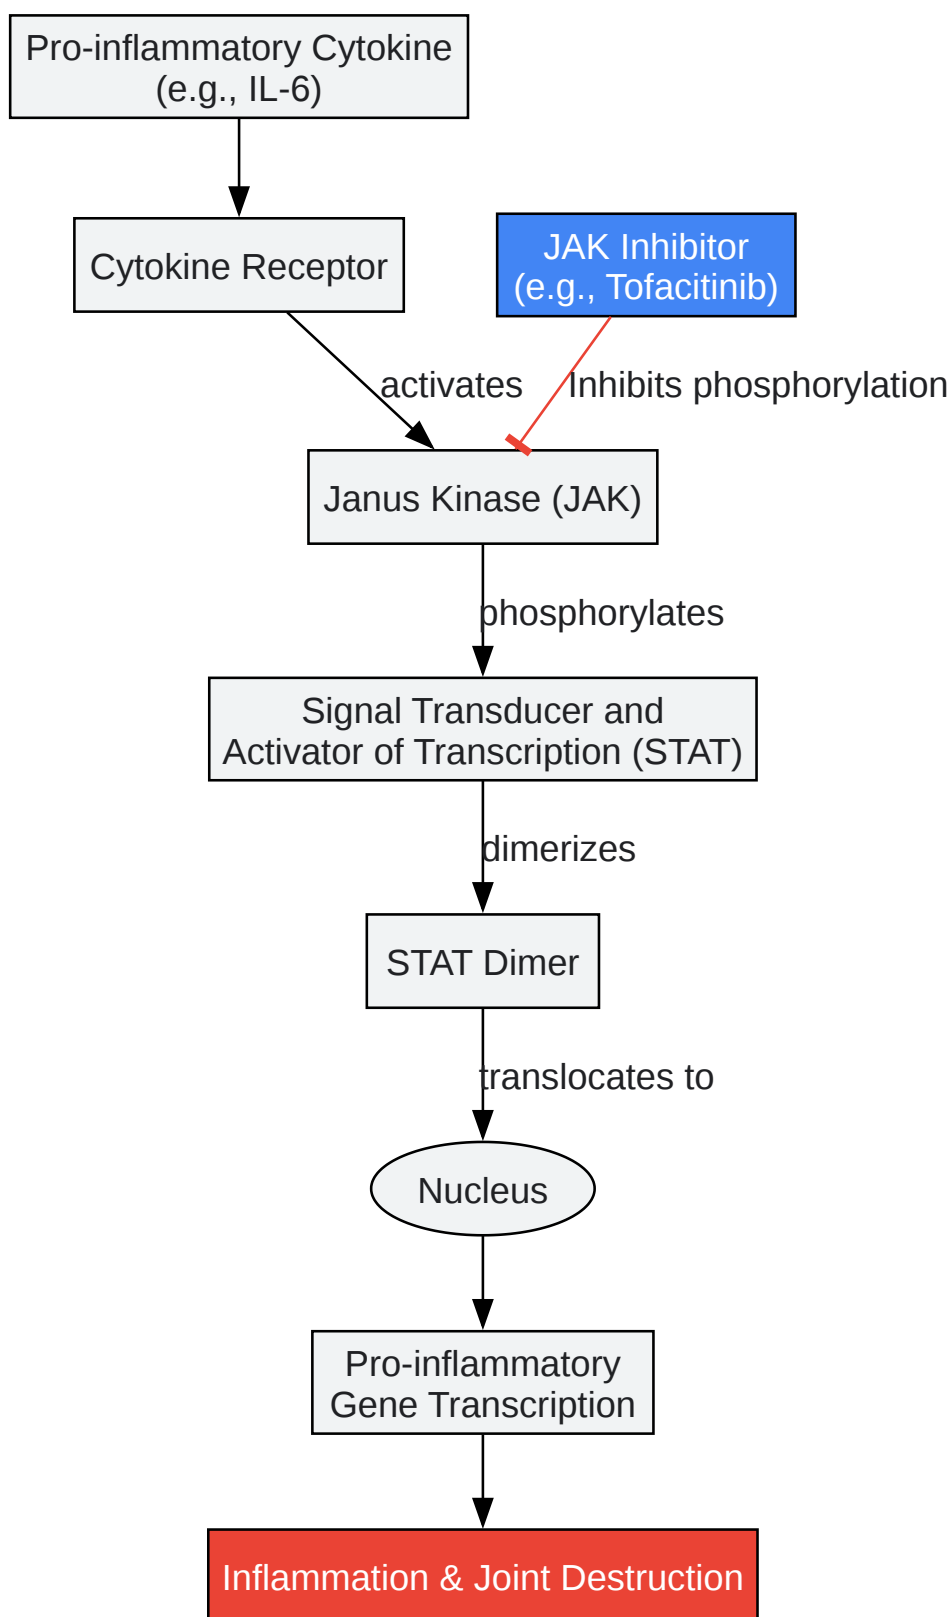 Pro-inflammatory Cytokine
(e.g., IL-6)
Cytokine Receptor
JAK Inhibitor
(e.g., Tofacitinib)
activates
Inhibits phosphorylation
Janus Kinase (JAK)
phosphorylates
Signal Transducer and
Activator of Transcription (STAT)
dimerizes
STAT Dimer
translocates to
Nucleus
Pro-inflammatory
Gene Transcription
Inflammation & Joint Destruction